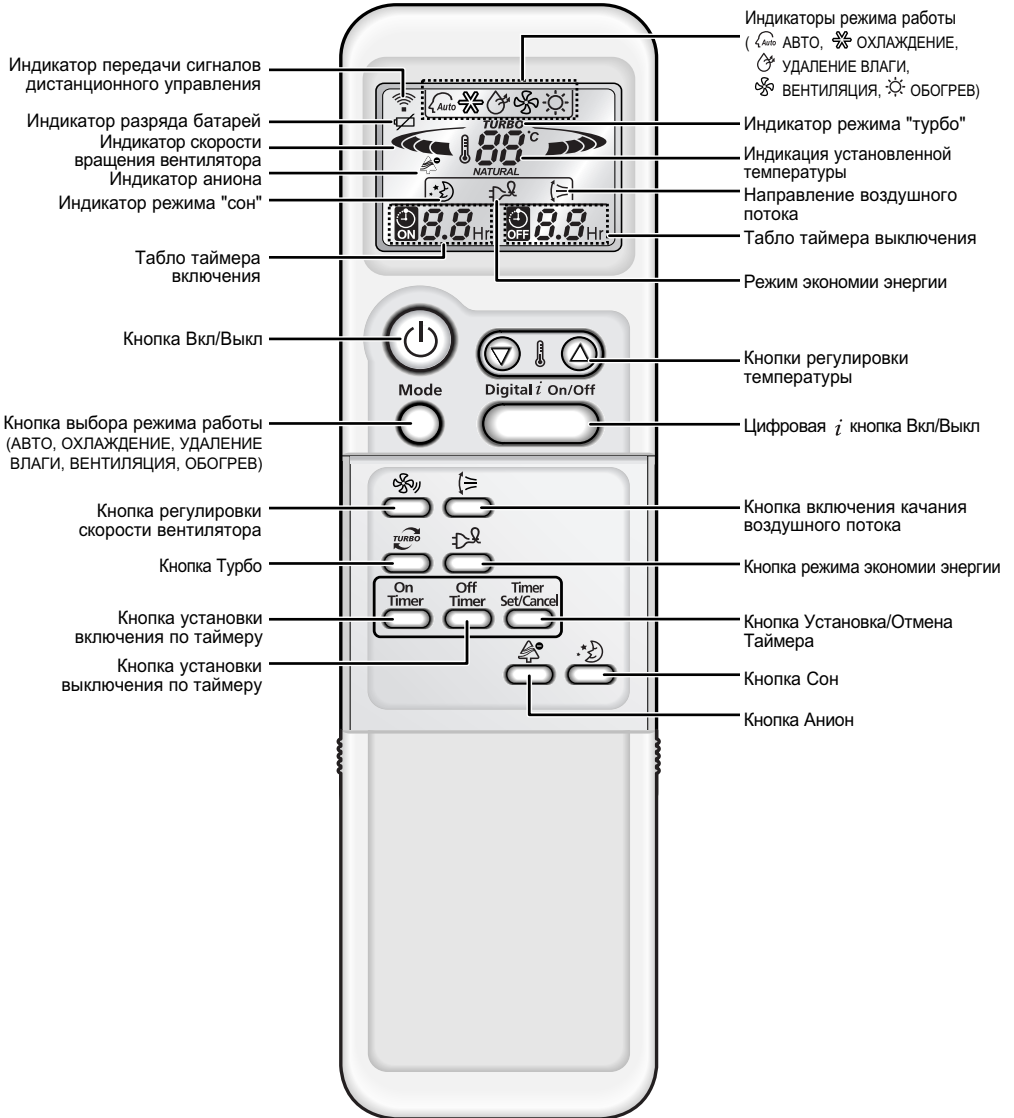 Индикатор передачи сигналов
дистанционного управления
Индикатор разряда батарей
Индикатор скорости
вращения вентилятора
Индикатор аниона
Индикатор режима "сон"
Табло таймера
включения
Кнопка Вкл/Выкл
Кнопка выбора режима работы
(АВТО, ОХЛАЖДЕНИЕ, УДАЛЕНИЕ
ВЛАГИ, ВЕНТИЛЯЦИЯ, ОБОГРЕВ)
Кнопка регулировки
скорости вентилятора
Кнопка Турбо
Кнопка установки
включения по таймеру
Кнопка установки
выключения по таймеру
Auto
TURBO
88°C
NATURAL
ON 8.8 Hr
OFF 8.8 Hr
Mode
Digital i On/Off
TURBO
On
Timer
Off
Timer
Timer
Set/Cancel
Индикаторы режима работы
( Auto АВТО, ОХЛАЖДЕНИЕ,
УДАЛЕНИЕ ВЛАГИ,
ВЕНТИЛЯЦИЯ, ОБОГРЕВ)
Индикатор режима "турбо"
Индикация установленной
температуры
Направление воздушного
потока
Табло таймера выключения
Режим экономии энергии
Кнопки регулировки
температуры
Цифровая i кнопка Вкл/Выкл
Кнопка включения качания
воздушного потока
Кнопка режима экономии энергии
Кнопка Установка/Отмена
Таймера
Кнопка Сон
Кнопка Анион